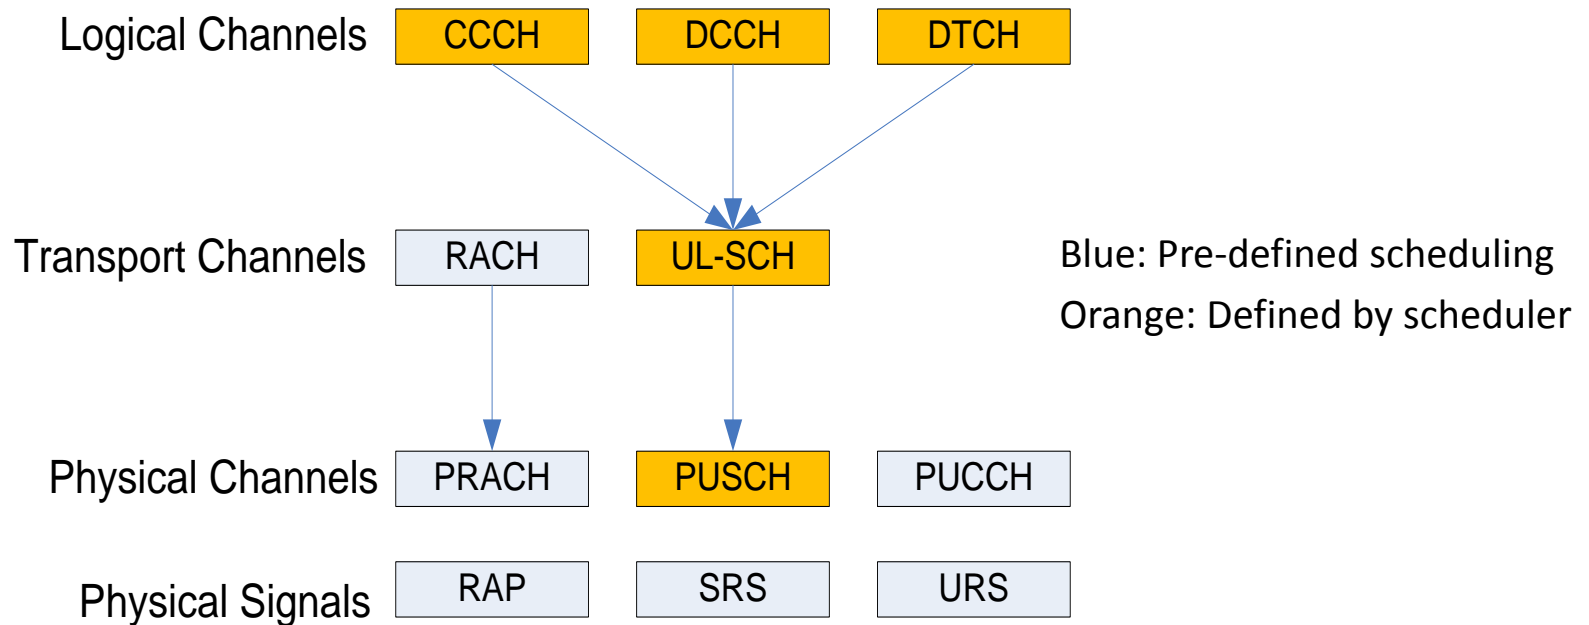 Logical Channels CCCH DCCH DTCH
Transport Channels RACH UL-SCH
Blue: Pre-defined scheduling
Orange: Defined by scheduler
Physical Channels PRACH PUSCH PUCCH
Physical Signals RAP SRS URS